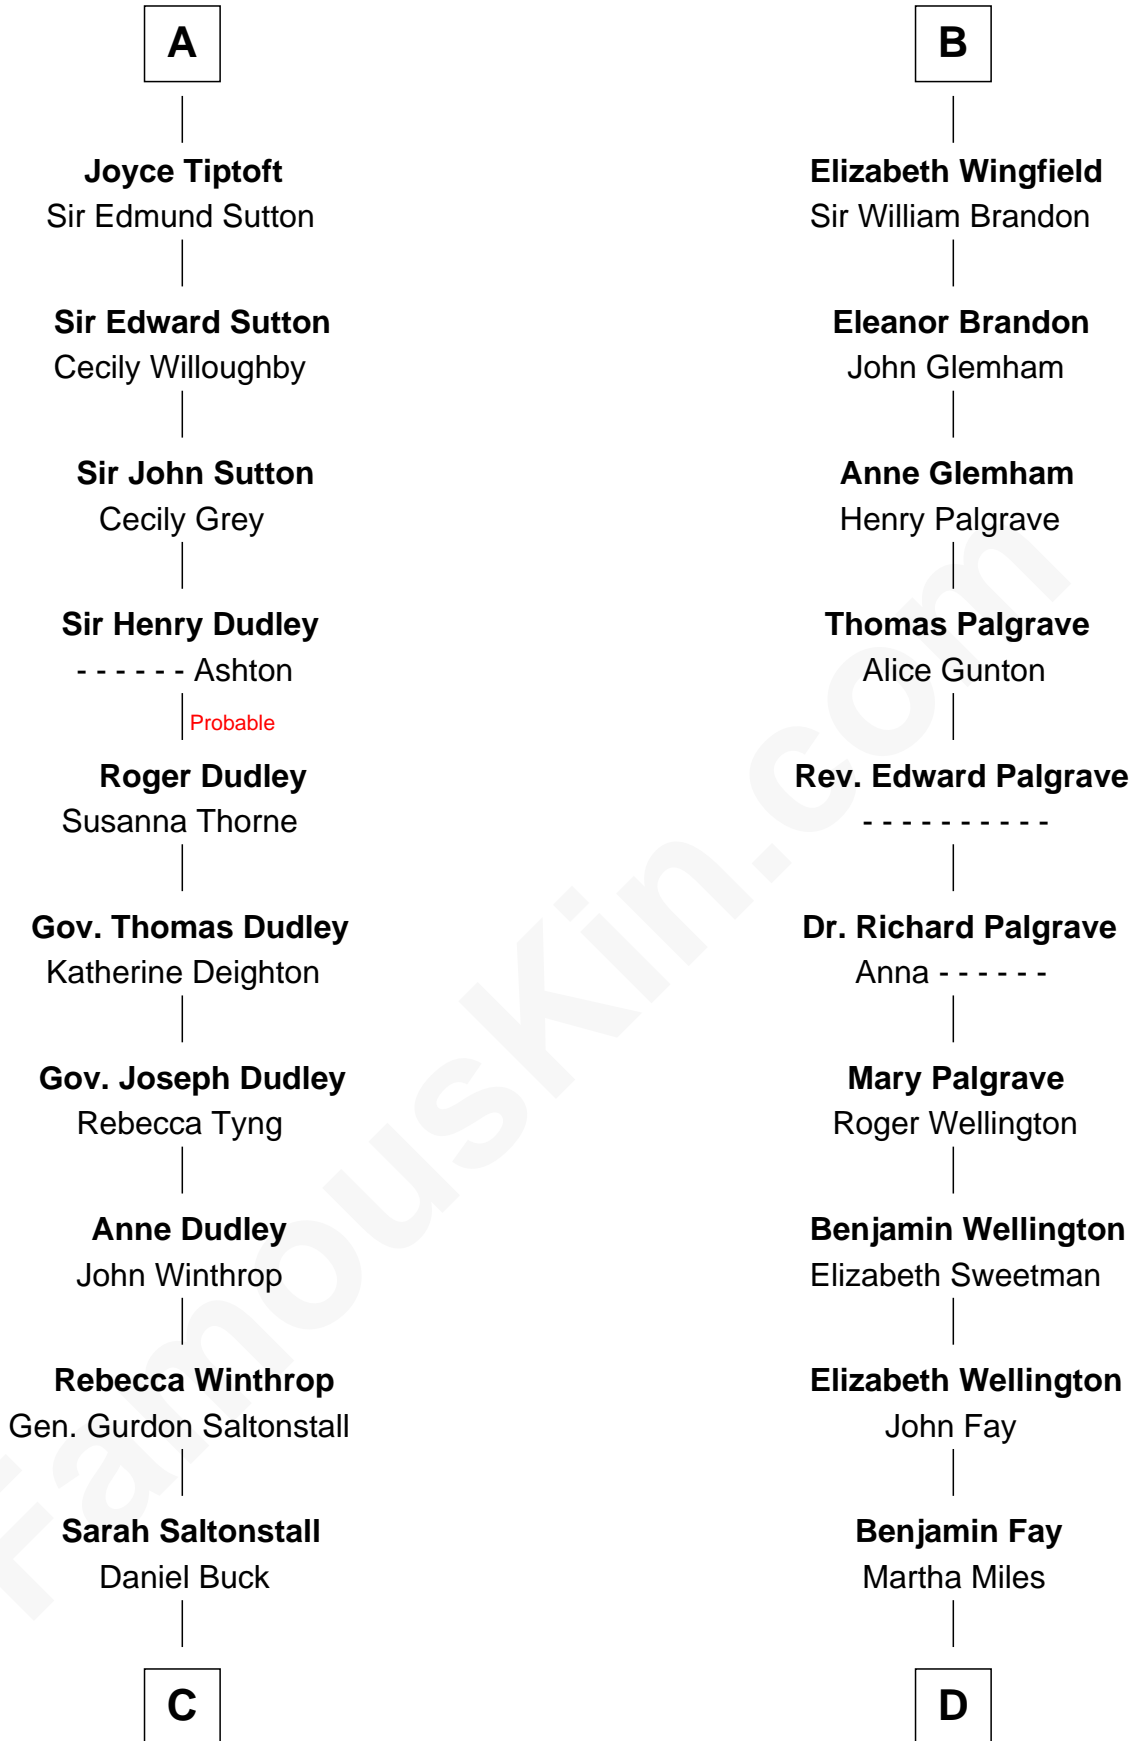 A
Joyce Tiptoft
Sir Edmund Sutton
Sir Edward Sutton
Cecily Willoughby
Sir John Sutton
Cecily Grey
Sir Henry Dudley
- - - - - - Ashton
Probable
Roger Dudley
Susanna Thorne
Gov. Thomas Dudley
Katherine Deighton
Gov. Joseph Dudley
Rebecca Tyng
Anne Dudley
John Winthrop
Rebecca Winthrop
Gen. Gurdon Saltonstall
Sarah Saltonstall
Daniel Buck
C
B
Elizabeth Wingfield
Sir William Brandon
Eleanor Brandon
John Glemham
Anne Glemham
Henry Palgrave
Thomas Palgrave
Alice Gunton
Rev. Edward Palgrave
- - - - - - - - - -
Dr. Richard Palgrave
Anna - - - - - -
Mary Palgrave
Roger Wellington
Benjamin Wellington
Elizabeth Sweetman
Elizabeth Wellington
John Fay
Benjamin Fay
Martha Miles
D
FamousKin.com